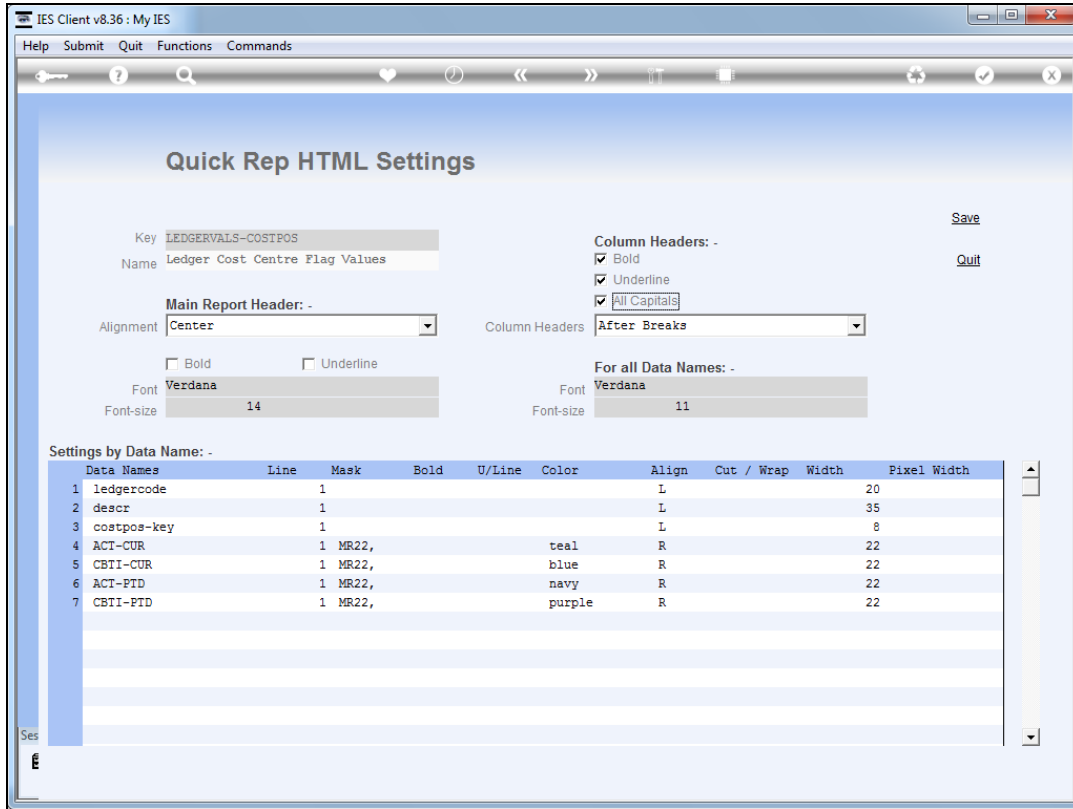 IES Client v8.36 : My IES
Help Submit Quit Functions Commands
Quick Rep HTML Settings
Save
Key LEDGERVALS-COSTPOS
Column Headers: -
Name Ledger Cost Centre Flag Values
Bold
Quit
Underline
Main Report Header: -
All Capitals
Alignment Center
Column Headers After Breaks
Bold Underline
For all Data Names: -
Font Verdana
Font Verdana
Font-size 14
Font-size 11
Settings by Data Name: -
Data Names Line Mask Bold U/Line Color Align Cut / Wrap Width Pixel Width
1 ledgercode 1 L 20
2 descr 1 L 35
3 costpos-key 1 L 8
4 ACT-CUR 1 MR22, teal R 22
5 CBTI-CUR 1 MR22, blue R 22
6 ACT-PTD 1 MR22, navy R 22
7 CBTI-PTD 1 MR22, purple R 22
Ses